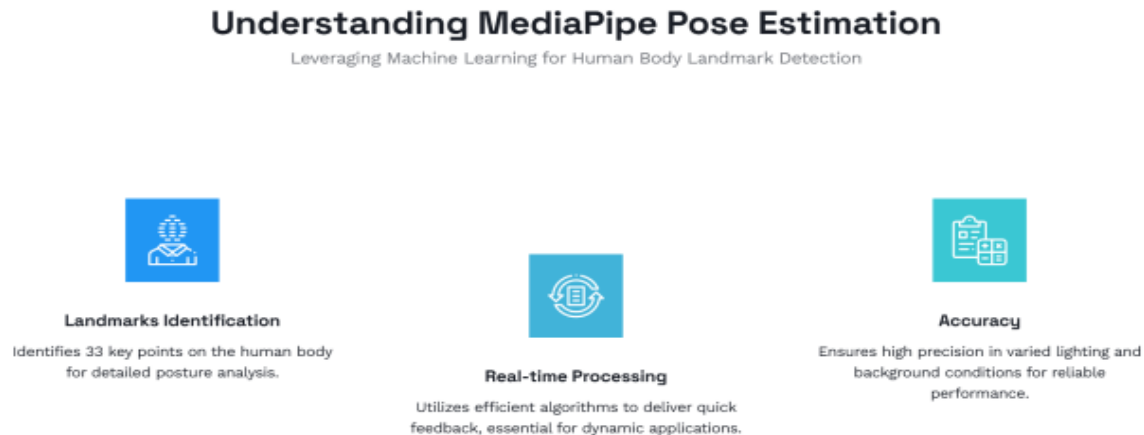 Understanding MediaPipe Pose Estimation
Leveraging Machine Learning for Human Body Landmark Detection
Landmarks Identification
Identifies 33 key points on the human body
for detailed posture analysis.
Real-time Processing
Utilizes efficient algorithms to deliver quick
feedback, essential for dynamic applications.
Accuracy
Ensures high precision in varied lighting and
background conditions for reliable
performance.